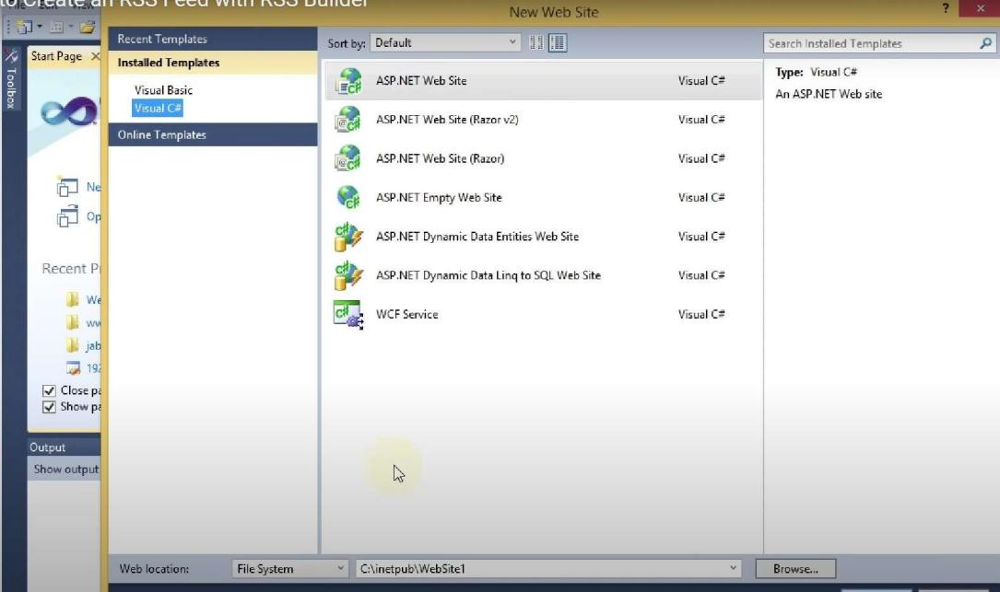 to Create an RSS Feed with RSS Builder
New Web Site
?
Start Page
Toolbox
Recent Templates
Installed Templates
Visual Basic
Visual C#
Online Templates
Sort by: Default
Search Installed Templates
ASP.NET Web Site Visual C#
ASP.NET Web Site (Razor v2) Visual C#
ASP.NET Web Site (Razor) Visual C#
ASP.NET Empty Web Site Visual C#
ASP.NET Dynamic Data Entities Web Site Visual C#
ASP.NET Dynamic Data Linq to SQL Web Site Visual C#
WCF Service Visual C#
Type: Visual C#
An ASP.NET Web site
Ne
Op
Recent P
We
ww
jab
192
Close pa
Show pa
Output
Show output
Web location: File System C:\inetpub\WebSite1 Browse...